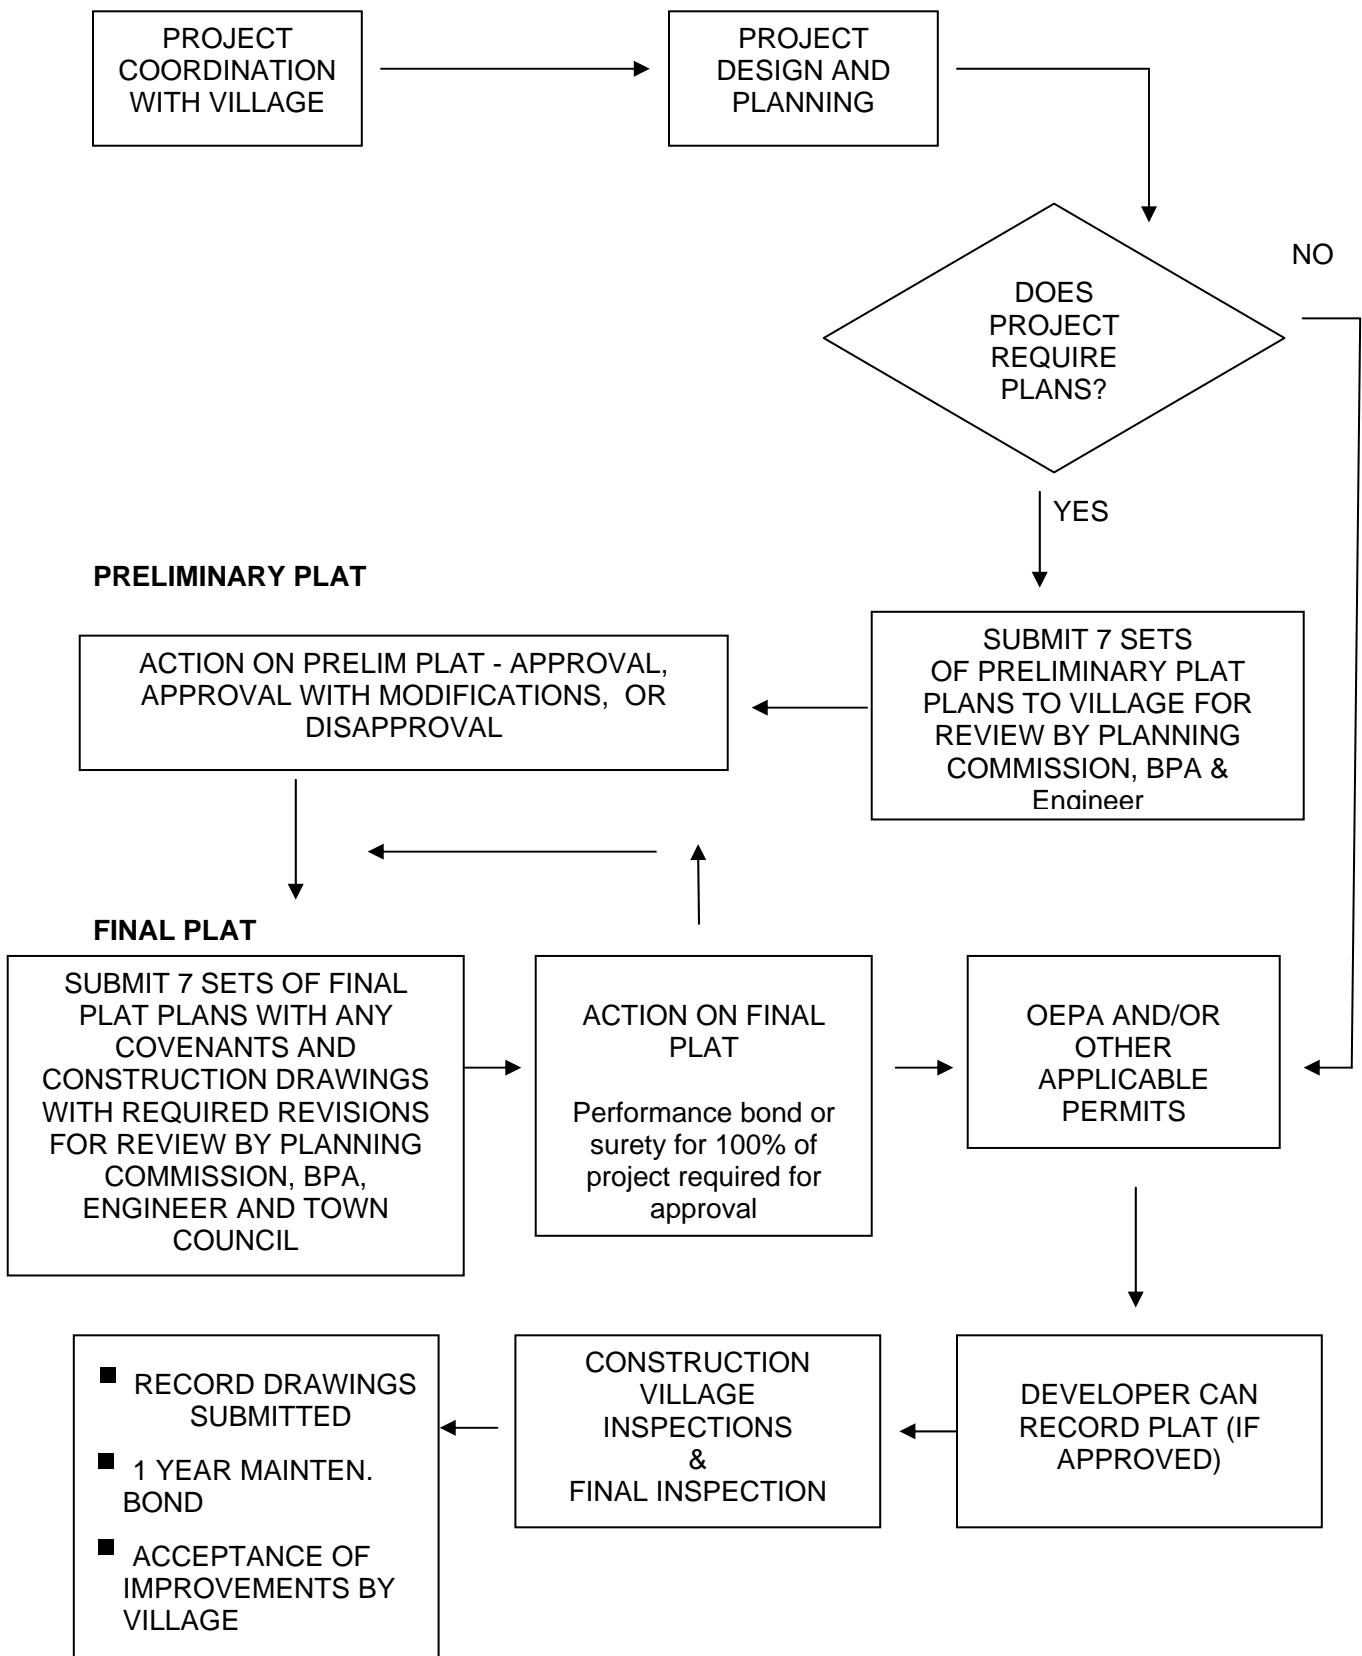 PROJECT
COORDINATION
WITH VILLAGE
PROJECT
DESIGN AND
PLANNING
NO
DOES
PROJECT
REQUIRE
PLANS?
YES
PRELIMINARY PLAT
SUBMIT 7 SETS
OF PRELIMINARY PLAT
PLANS TO VILLAGE FOR
REVIEW BY PLANNING
COMMISSION, BPA &
Engineer
ACTION ON PRELIM PLAT - APPROVAL,
APPROVAL WITH MODIFICATIONS, OR
DISAPPROVAL
FINAL PLAT
SUBMIT 7 SETS OF FINAL
PLAT PLANS WITH ANY
COVENANTS AND
CONSTRUCTION DRAWINGS
WITH REQUIRED REVISIONS
FOR REVIEW BY PLANNING
COMMISSION, BPA,
ENGINEER AND TOWN
COUNCIL
ACTION ON FINAL
PLAT
Performance bond or
surety for 100% of
project required for
approval
OEPA AND/OR
OTHER
APPLICABLE
PERMITS
DEVELOPER CAN
RECORD PLAT (IF
APPROVED)
CONSTRUCTION
VILLAGE
INSPECTIONS
&
FINAL INSPECTION
■ RECORD DRAWINGS
SUBMITTED
■ 1 YEAR MAINTEN.
BOND
■ ACCEPTANCE OF
IMPROVEMENTS BY
VILLAGE